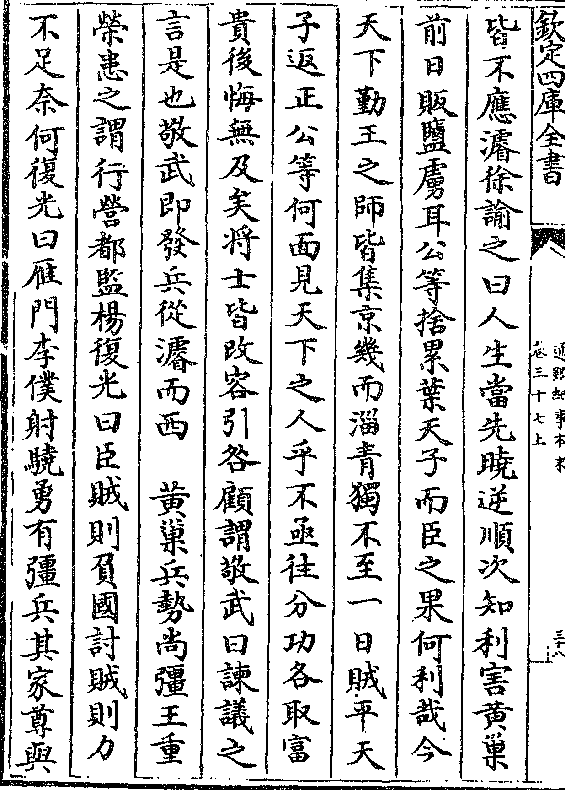 欽定四庫全書
通鑑紀事本末
卷三十七上
三十八
皆不應濬徐諭之曰人生當先曉逆順次知利害黃巢
前日販鹽虜耳公等捨累葉天子而臣之果何利哉今
天下勤王之師皆集京幾而淄青獨不至一日賊平天
子返正公等何面見天下之人乎不亟往分功各取富
貴後悔無及矣將士皆改容引咎顧謂敬武曰諫議之
言是也敬武即發兵從濬而西　黃巢兵勢尚彊王重
榮患之謂行營都監楊復光曰臣賊則負國討賊則力
不足奈何復光曰雁門李僕射驍勇有彊兵其家尊與